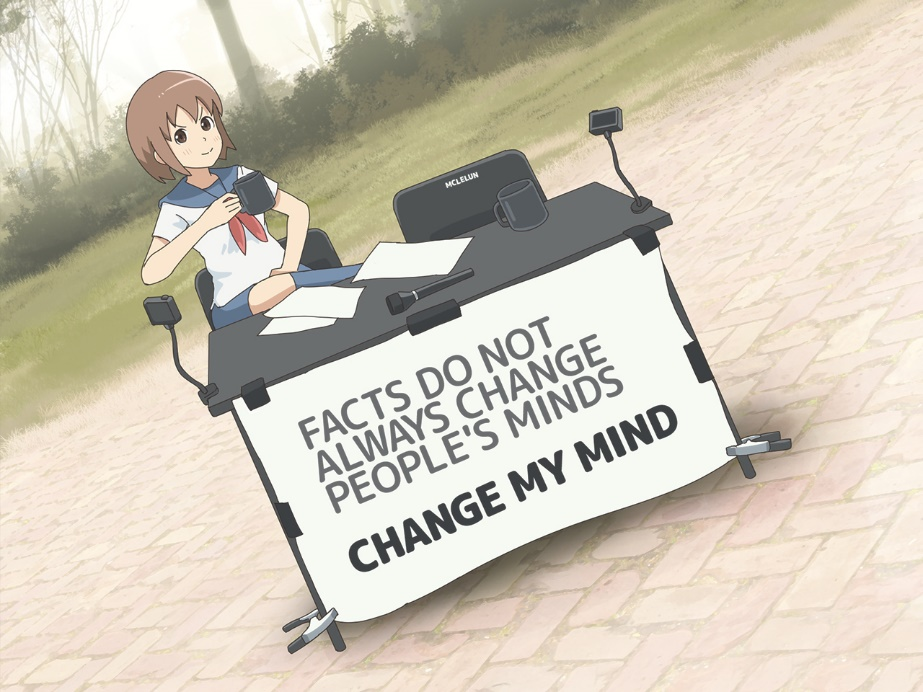 MCLELUN
FACTS DO NOT
ALWAYS CHANGE
PEOPLE'S MINDS
CHANGE MY MIND